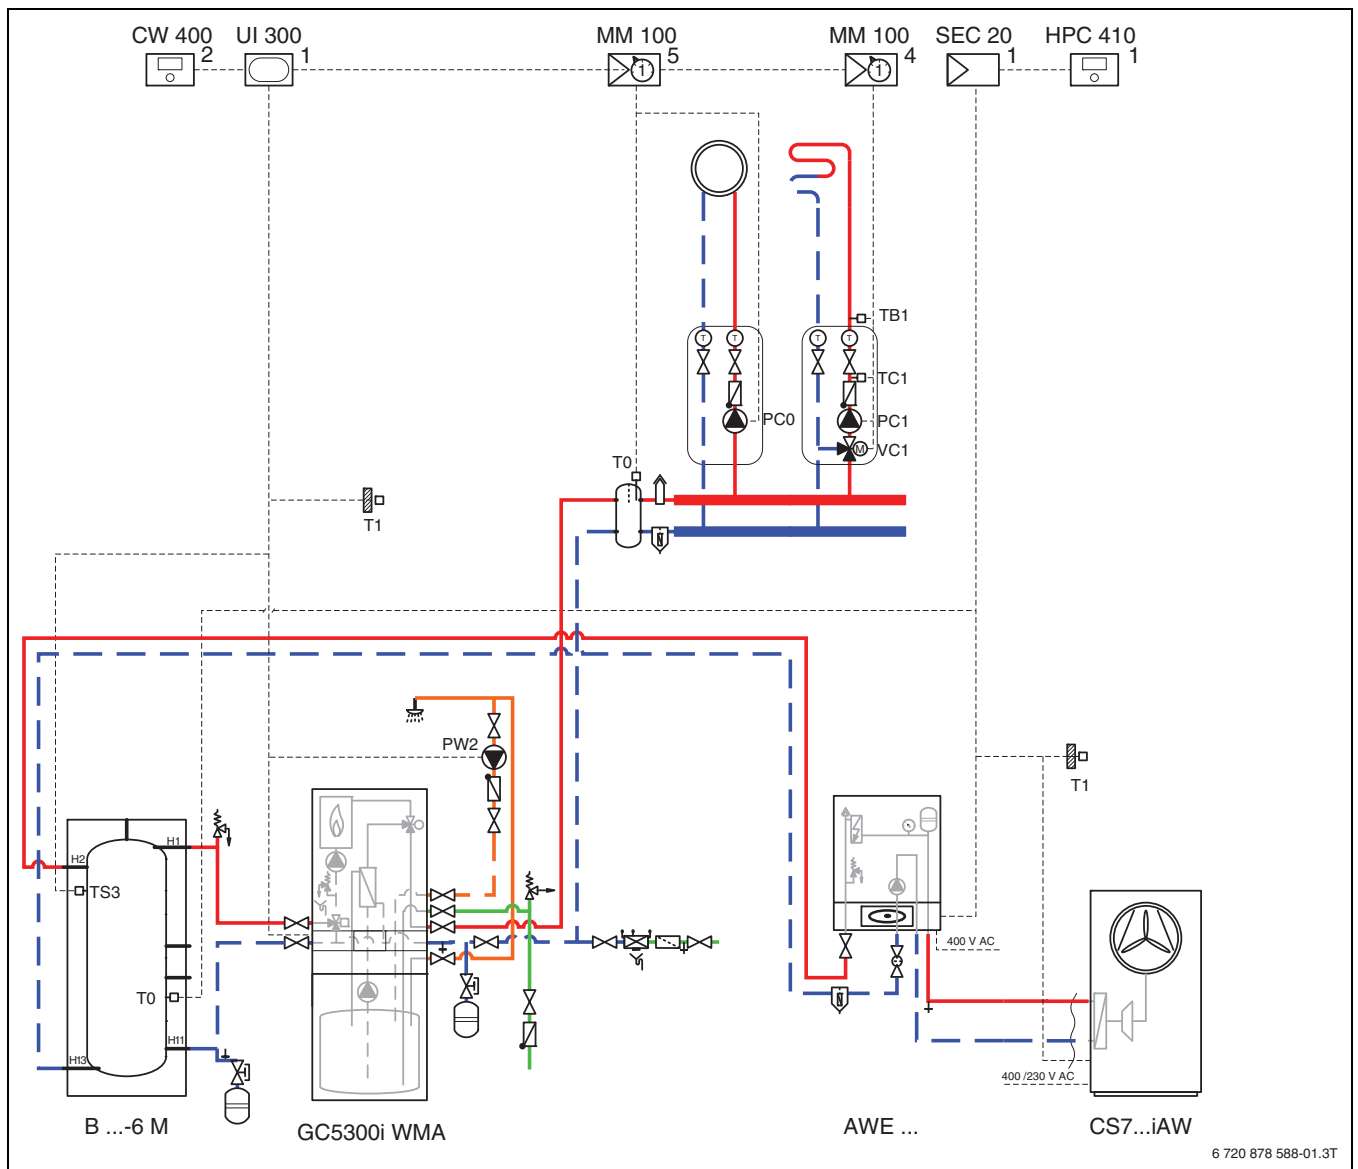 CW 400
2
UI 300
1
MM 100
5
1
MM 100
4
1
SEC 20
1
HPC 410
1
TB1
T
T
T
T
TC1
PC0
PC1
M
VC1
T0
T1
PW2
T1
H1
H2
TS3
400 V AC
T0
H11
H13
400 /230 V AC
B ...-6 M
GC5300i WMA
AWE ...
CS7...iAW
6 720 878 588-01.3T